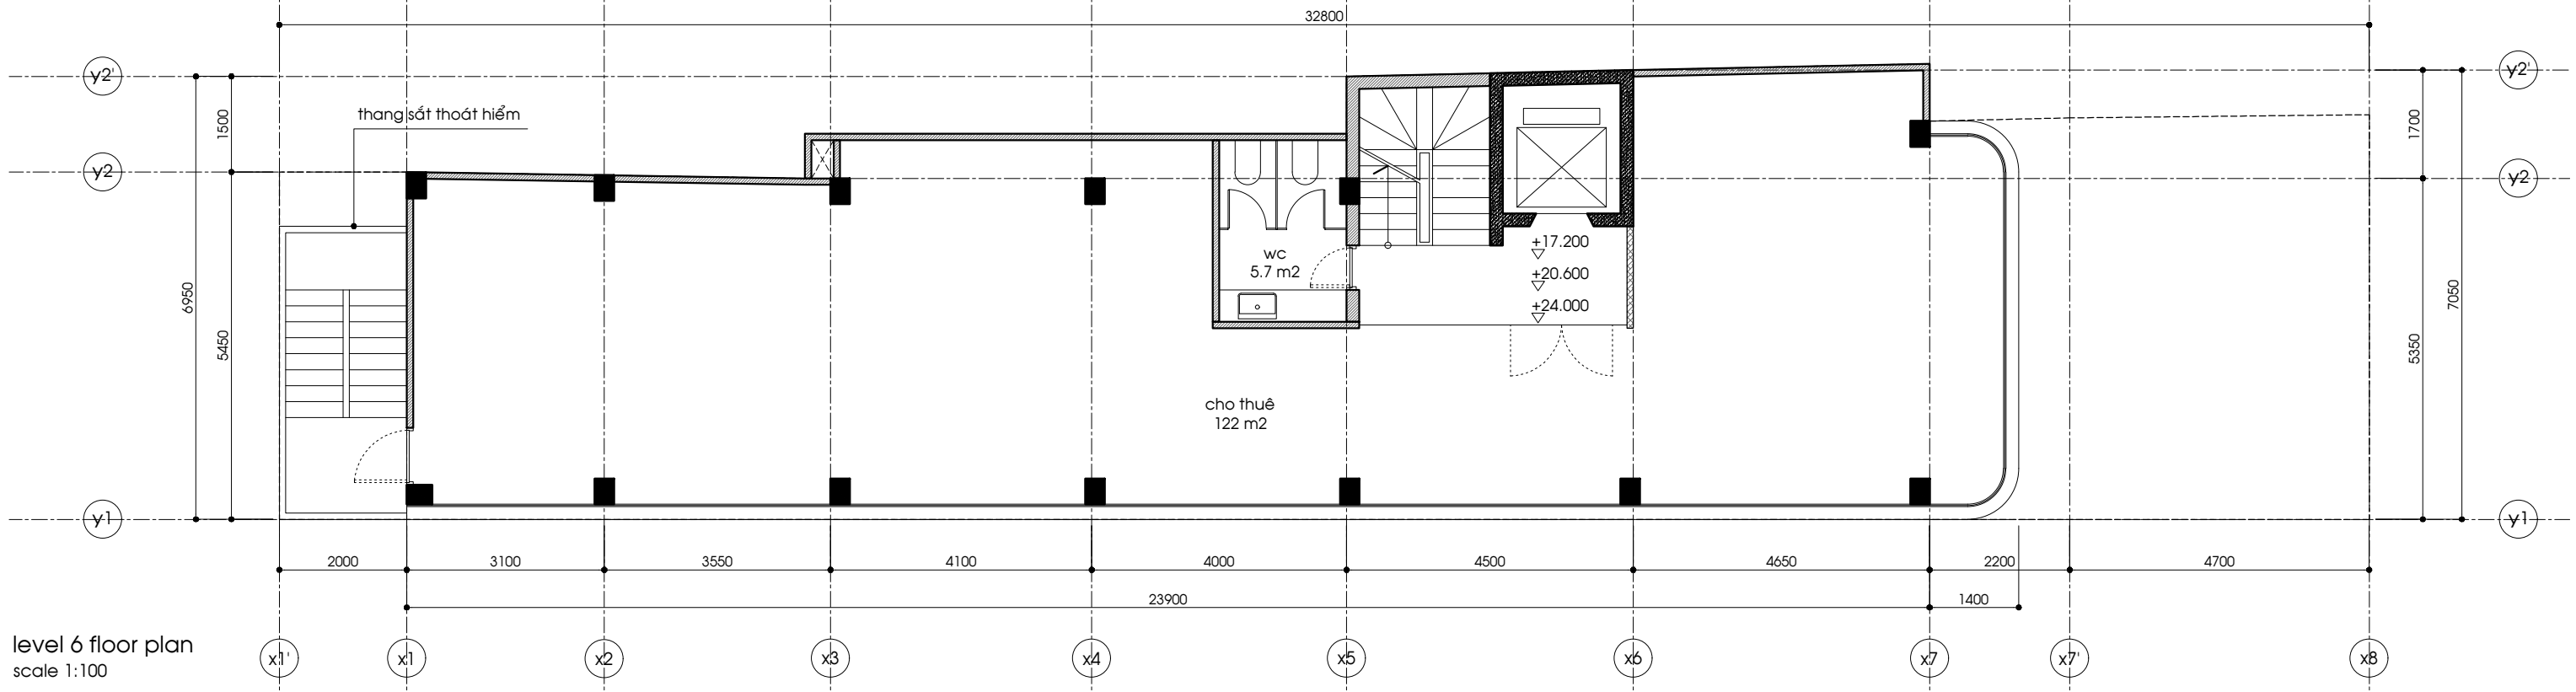 32800
y2'
y2'
thang sắt thoát hiểm
1500
1700
y2
y2
wc
5.7 m2
+17.200
+20.600
+24.000
6950
5450
7050
5350
cho thuê
122 m2
y1
y1
2000
3100
3550
4100
4000
4500
4650
2200
4700
23900
1400
level 6 floor plan
scale 1:100
x1'
x1
x2
x3
x4
x5
x6
x7
x7'
x8